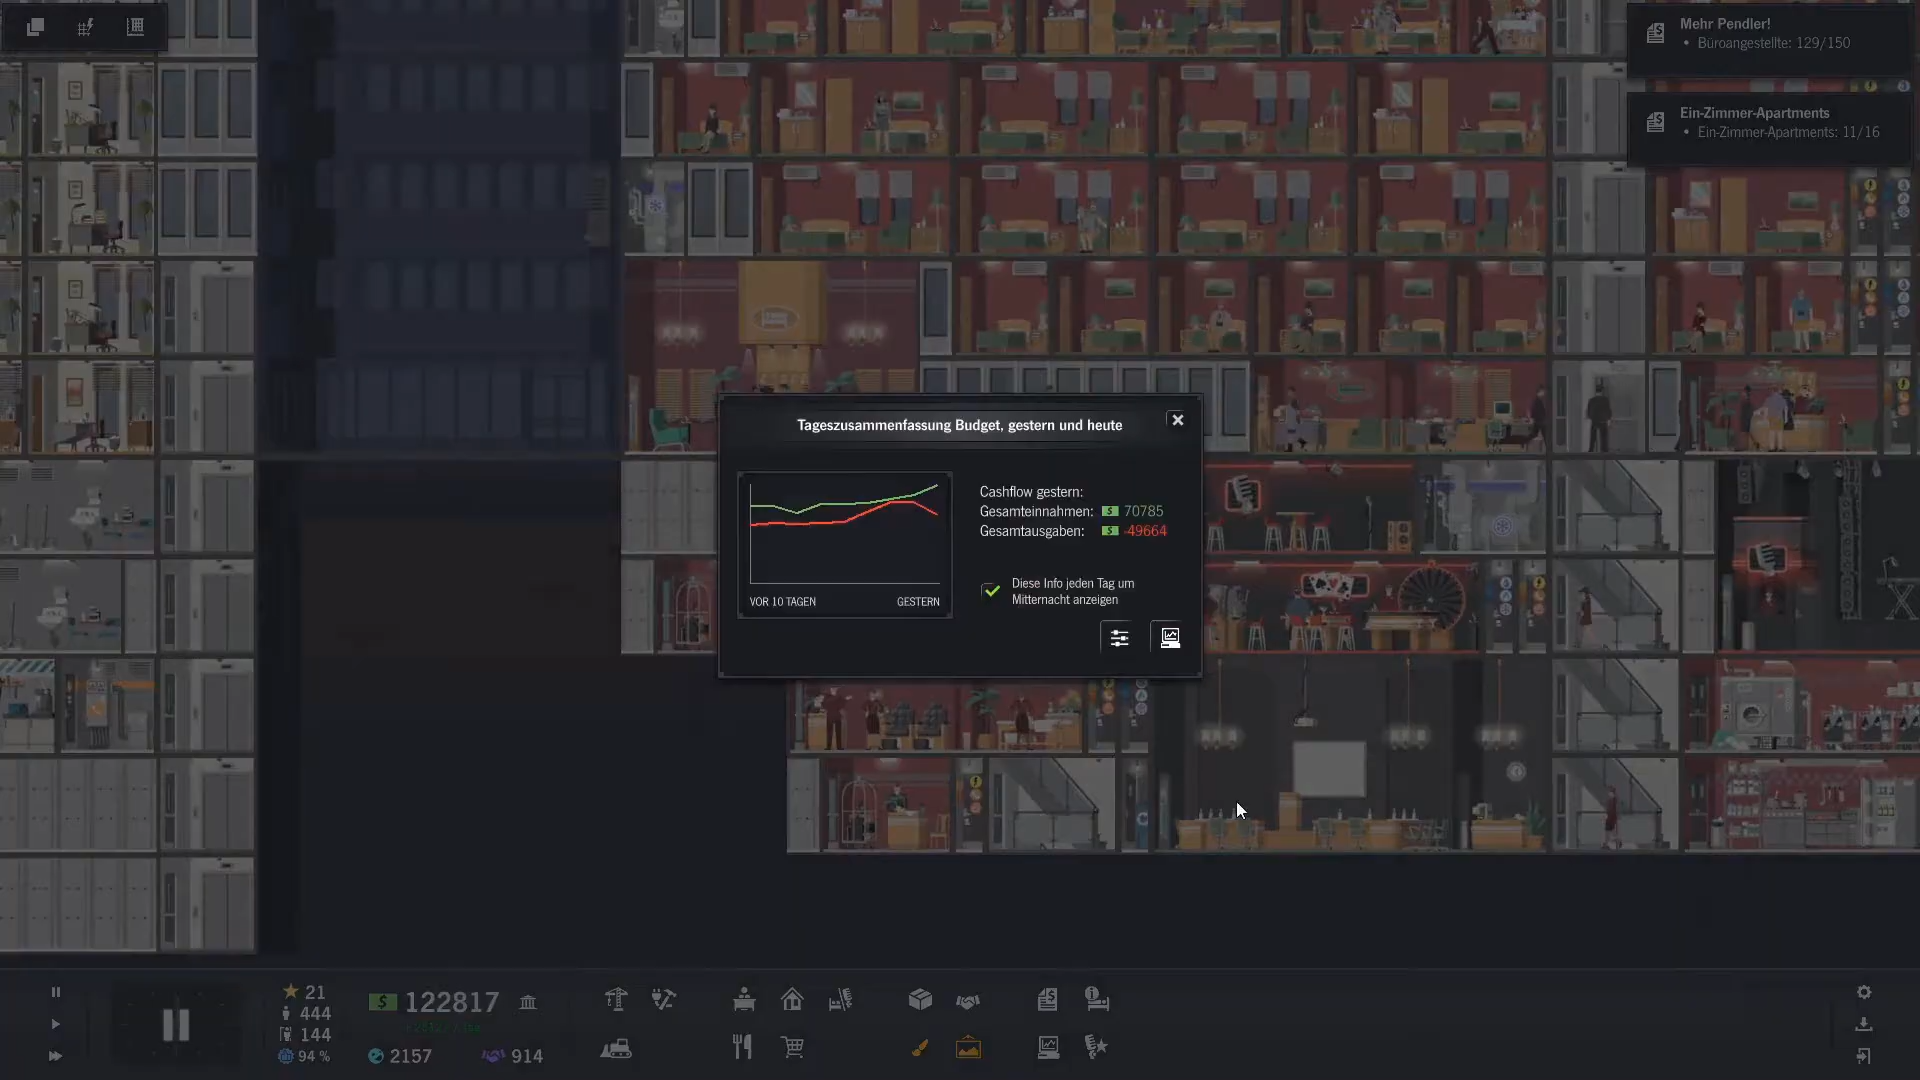 Mehr Pendler!
• Büroangestellte: 129/150
Ein-Zimmer-Apartments
• Ein-Zimmer-Apartments: 11/16
Tageszusammenfassung Budget, gestern und heute
Cashflow gestern:
Gesamteinnahmen: $ 70785
Gesamtausgaben: $ -49664
Diese Info jeden Tag um
Mitternacht anzeigen
VOR 10 TAGEN
GESTERN
21
444
144
94 %
$ 122817
2157
914